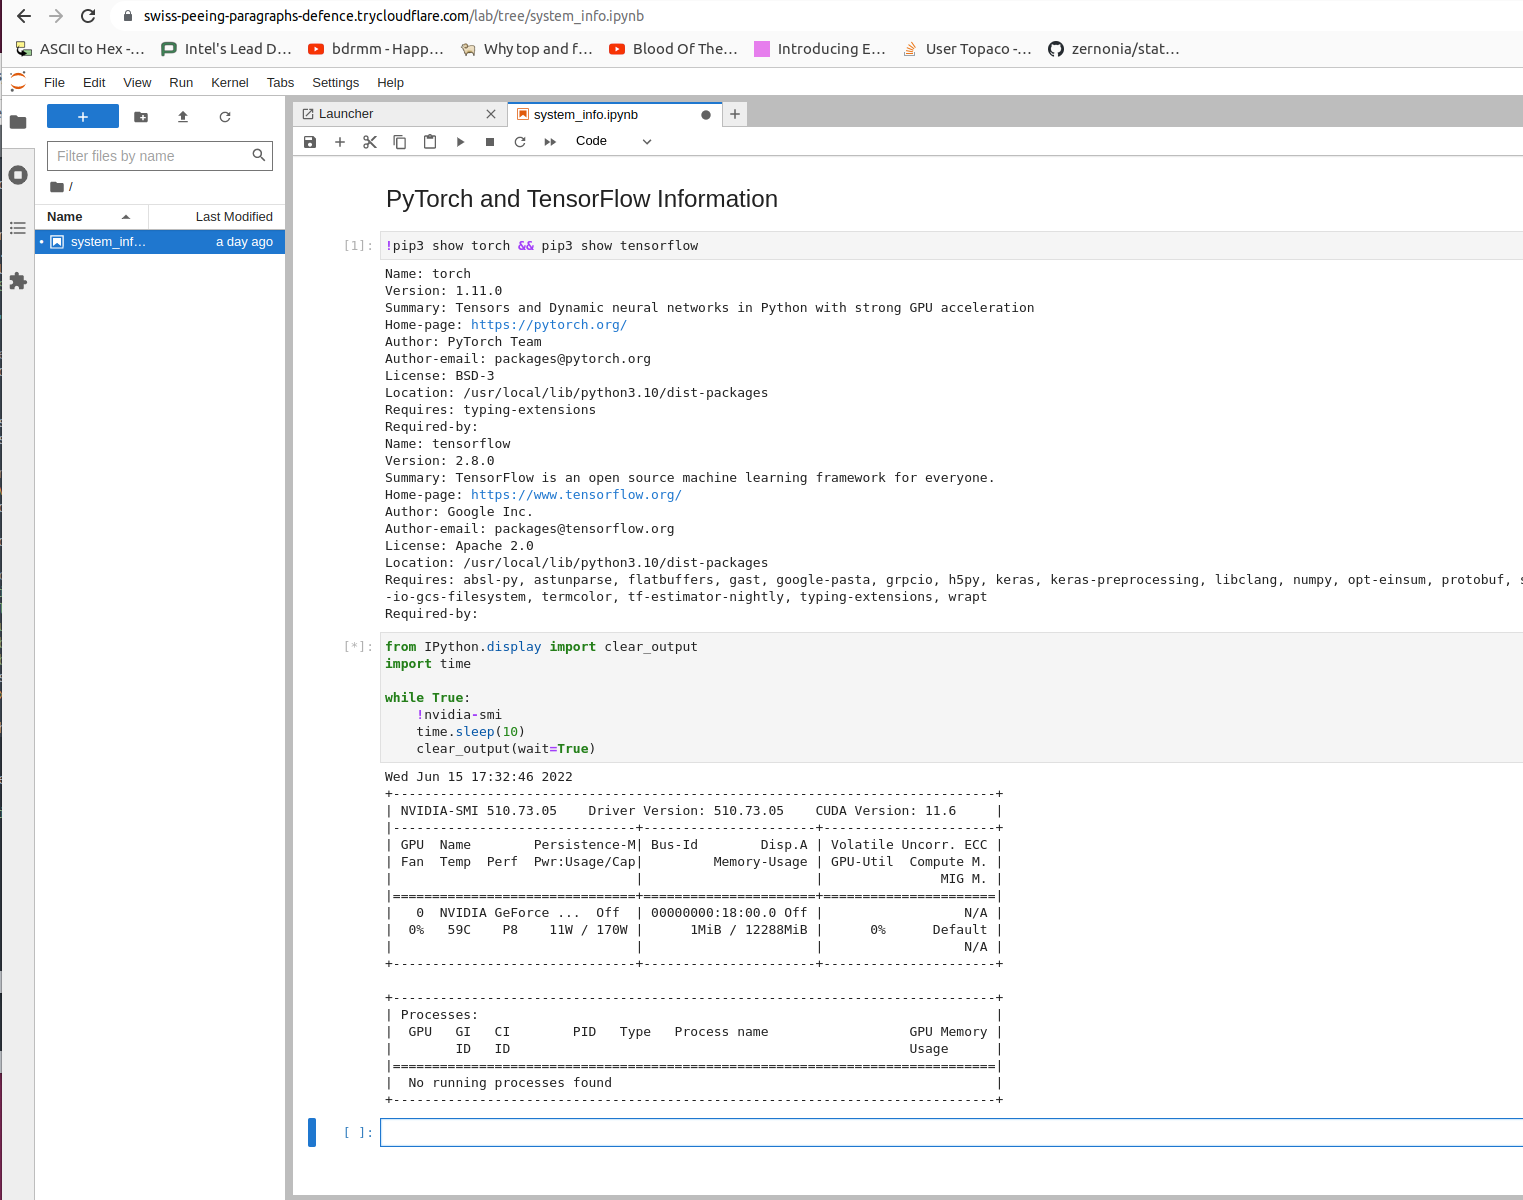 swiss-peeing-paragraphs-defence.trycloudflare.com/lab/tree/system_info.ipynb
ASCII to Hex -... Intel's Lead D... bdrmm - Happ... Why top and f... Blood Of The... Introducing E... User Topaco -... zernonia/stat...
File Edit View Run Kernel Tabs Settings Help
+
Filter files by name
/
Name Last Modified
system_inf... a day ago
Launcher system_info.ipynb
Code
PyTorch and TensorFlow Information
[1]: !pip3 show torch && pip3 show tensorflow
Name: torch
Version: 1.11.0
Summary: Tensors and Dynamic neural networks in Python with strong GPU acceleration
Home-page: https://pytorch.org/
Author: PyTorch Team
Author-email: packages@pytorch.org
License: BSD-3
Location: /usr/local/lib/python3.10/dist-packages
Requires: typing-extensions
Required-by:
Name: tensorflow
Version: 2.8.0
Summary: TensorFlow is an open source machine learning framework for everyone.
Home-page: https://www.tensorflow.org/
Author: Google Inc.
Author-email: packages@tensorflow.org
License: Apache 2.0
Location: /usr/local/lib/python3.10/dist-packages
Requires: absl-py, astunparse, flatbuffers, gast, google-pasta, grpcio, h5py, keras, keras-preprocessing, libclang, numpy, opt-einsum, protobuf,
-io-gcs-filesystem, termcolor, tf-estimator-nightly, typing-extensions, wrapt
Required-by:
[*]: from IPython.display import clear_output
import time
while True:
    !nvidia-smi
    time.sleep(10)
    clear_output(wait=True)
Wed Jun 15 17:32:46 2022
+-----------------------------------------------------------------------------+
| NVIDIA-SMI 510.73.05    Driver Version: 510.73.05    CUDA Version: 11.6     |
|-------------------------------+----------------------+----------------------+
| GPU  Name        Persistence-M| Bus-Id        Disp.A | Volatile Uncorr. ECC |
| Fan  Temp  Perf  Pwr:Usage/Cap|         Memory-Usage | GPU-Util  Compute M. |
|                               |                      |               MIG M. |
|===============================+======================+======================|
|   0  NVIDIA GeForce ...  Off  | 00000000:18:00.0 Off |                  N/A |
|  0%   59C    P8    11W / 170W |      1MiB / 12288MiB |      0%      Default |
|                               |                      |                  N/A |
+-------------------------------+----------------------+----------------------+
+-----------------------------------------------------------------------------+
| Processes:                                                                  |
|  GPU   GI   CI        PID   Type   Process name                  GPU Memory |
|        ID   ID                                                   Usage      |
|=============================================================================|
|  No running processes found                                                 |
+-----------------------------------------------------------------------------+
[ ]: